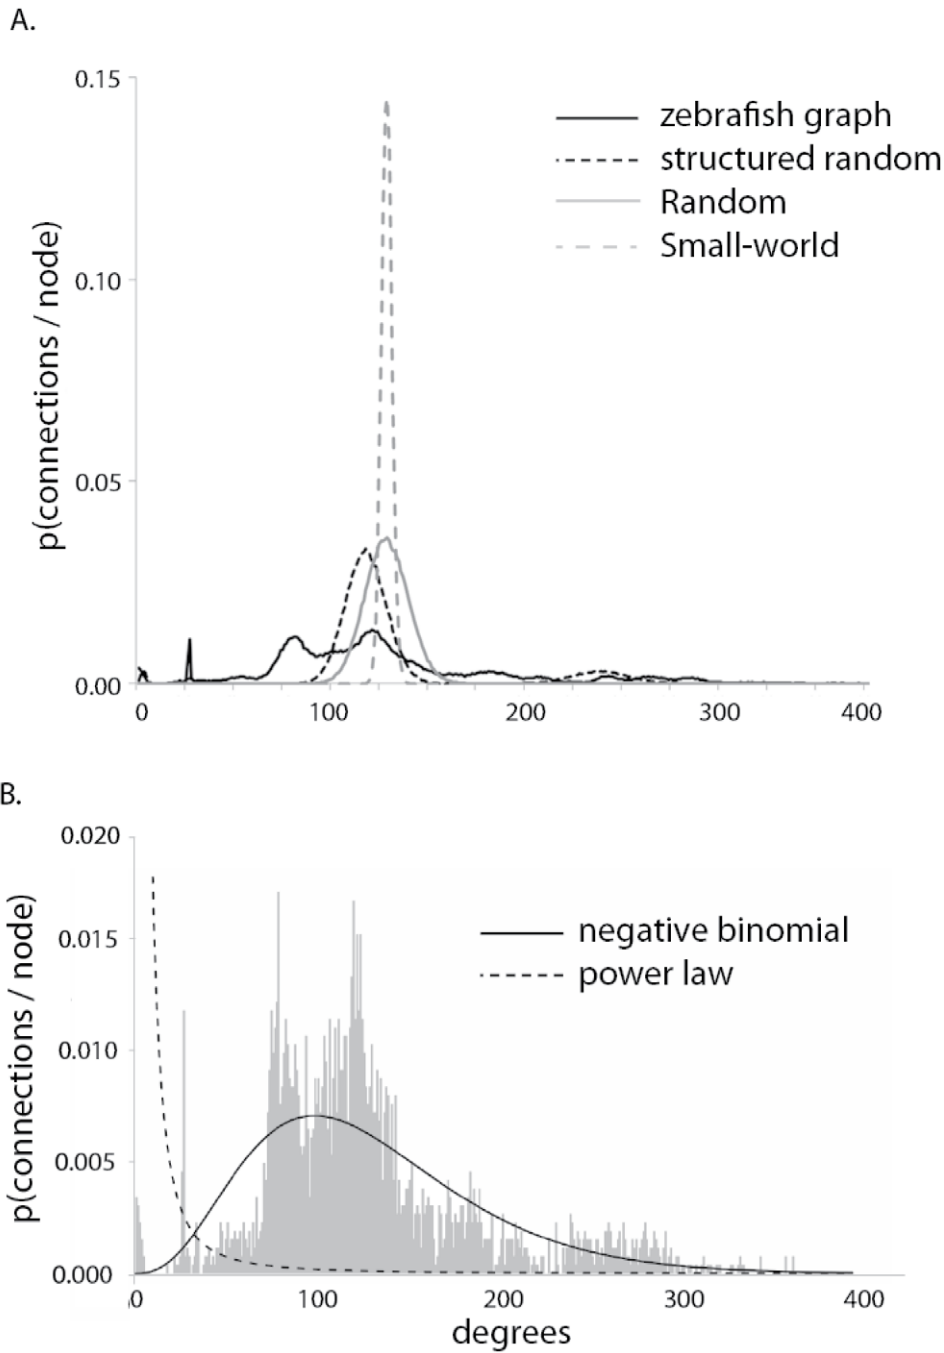 A.
0.15
0.10
0.05
0.00
p(connections / node)
zebrafish graph
structured random
Random
Small-world
0
100
200
300
400
B.
0.020
0.015
0.010
0.005
0.000
p(connections / node)
negative binomial
power law
0
100
200
300
400
degrees